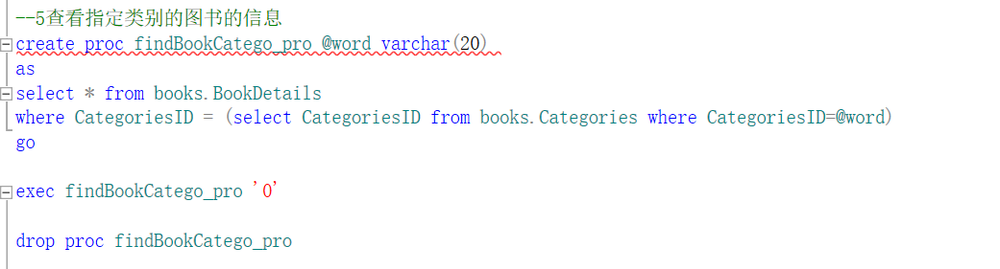 --5查看指定类别的图书的信息
create proc findBookCatego_pro @word varchar(20)
as
select * from books.BookDetails
where CategoriesID = (select CategoriesID from books.Categories where CategoriesID=@word)
go
exec findBookCatego_pro '0'
drop proc findBookCatego_pro